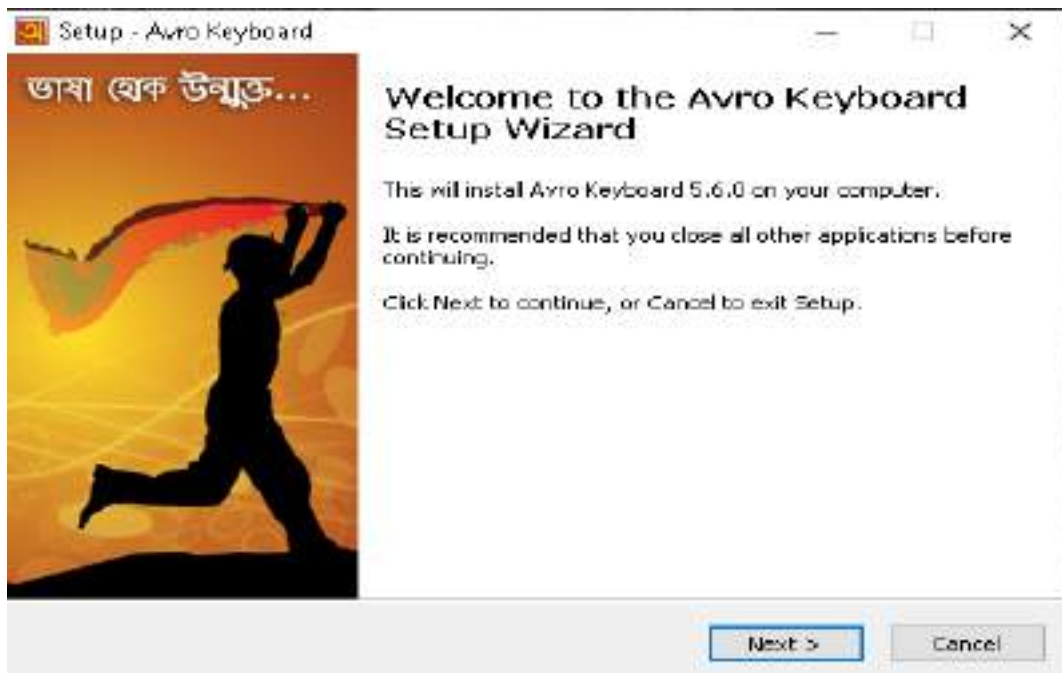 Setup - Avro Keyboard
ভাষা হোক উন্মুক্ত...
Welcome to the Avro Keyboard
Setup Wizard
This will install Avro Keyboard 5.6.0 on your computer.
It is recommended that you close all other applications before
continuing.
Click Next to continue, or Cancel to exit Setup.
Next >
Cancel